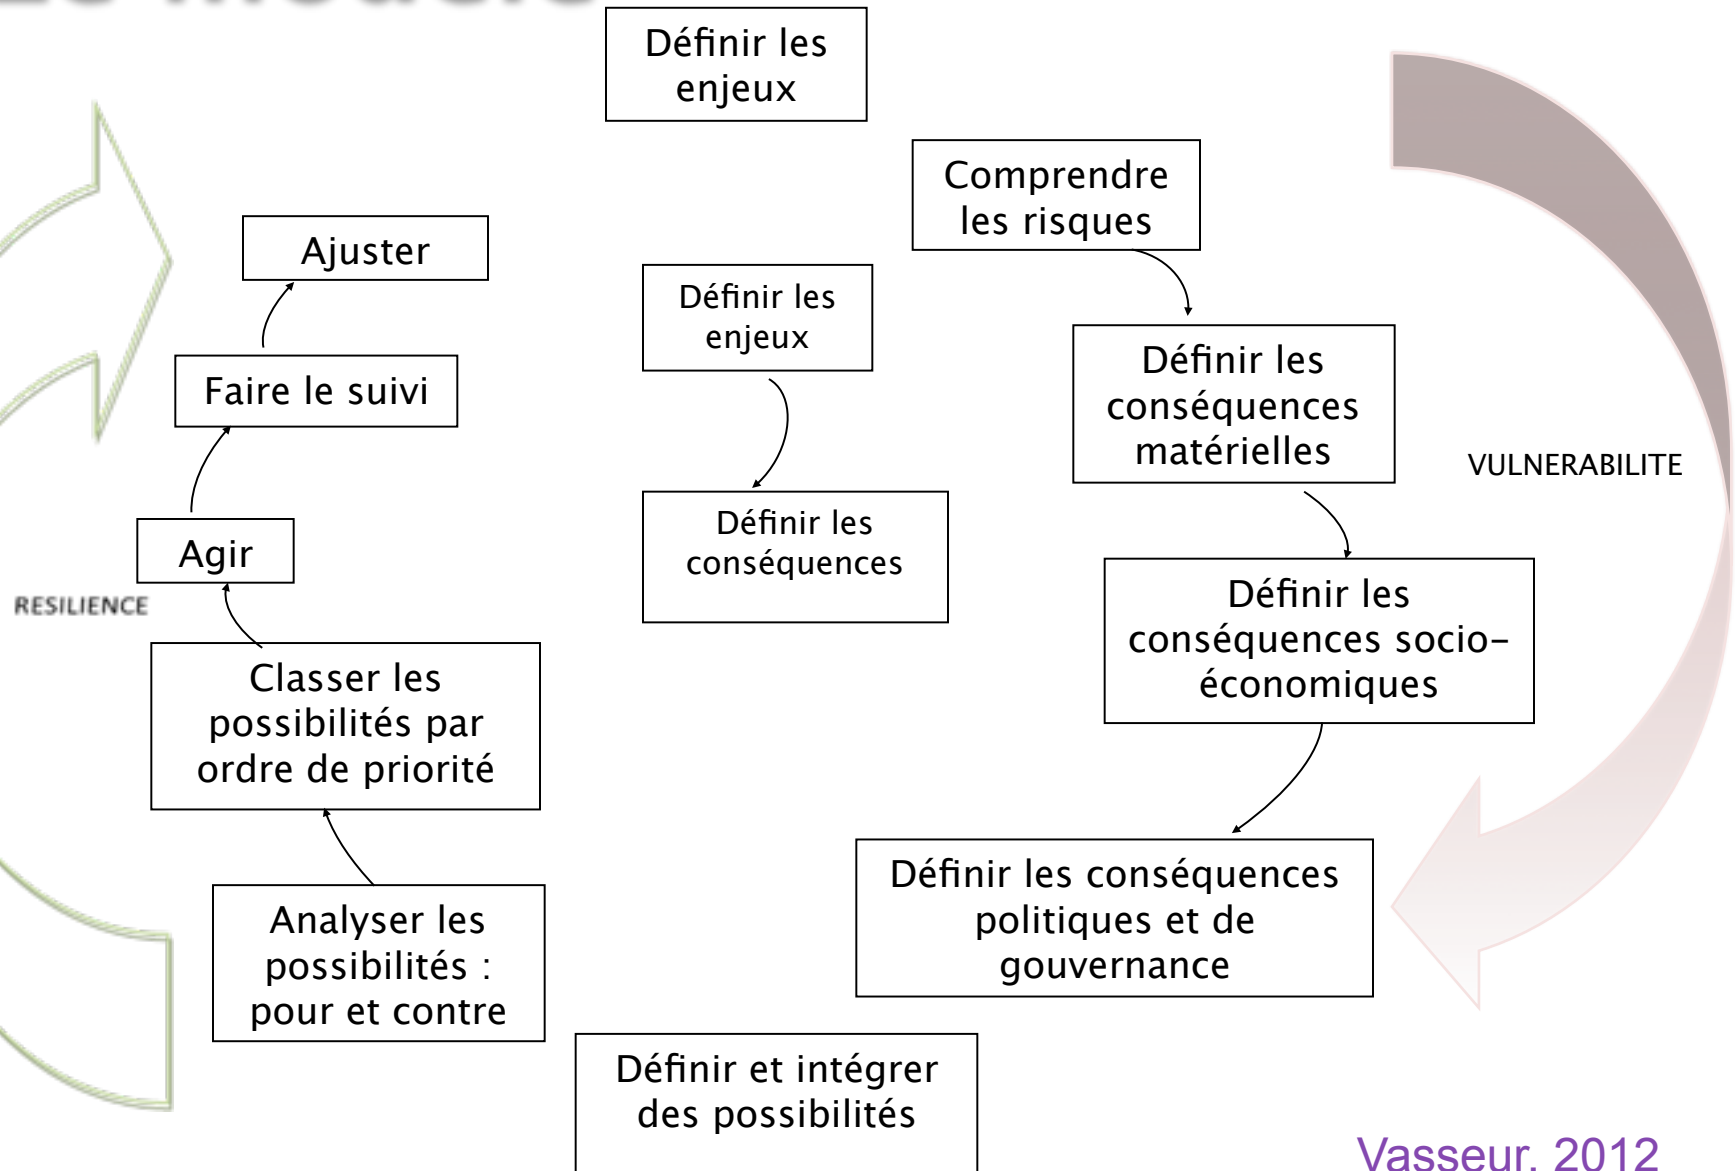 Définir les
enjeux
Comprendre
les risques
Ajuster
Définir les
enjeux
Définir les
conséquences
matérielles
Faire le suivi
VULNERABILITE
Définir les
conséquences
Agir
Définir les
conséquences socio-
économiques
RESILIENCE
Classer les
possibilités par
ordre de priorité
Définir les conséquences
politiques et de
gouvernance
Analyser les
possibilités :
pour et contre
Définir et intégrer
des possibilités
Vasseur, 2012